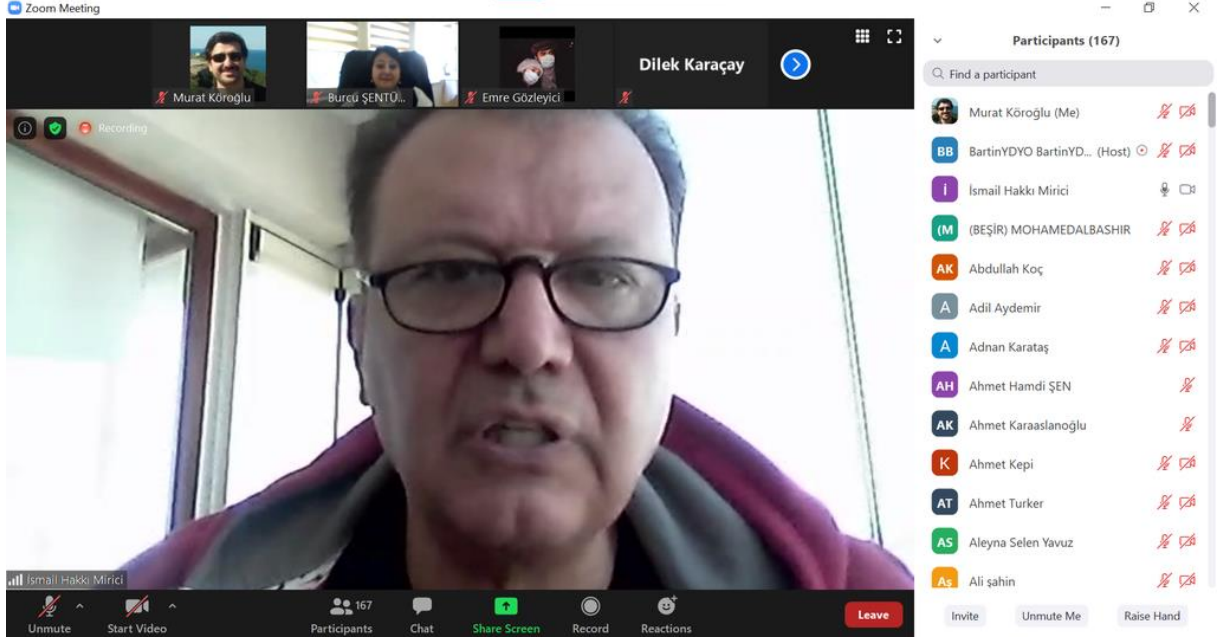 Zoom Meeting
Murat Köroğlu
Burcu ŞENTÜ...
Emre Gözleyici
Dilek Karaçay
Recording
İsmail Hakkı Mirici
Unmute
Start Video
167
Participants
Chat
Share Screen
Record
Reactions
Leave
Participants (167)
Find a participant
Murat Köroğlu (Me)
BB BartinYDYO BartinYD... (Host)
i İsmail Hakkı Mirici
(M (BEŞİR) MOHAMEDALBASHIR
AK Abdullah Koç
A Adil Aydemir
A Adnan Karataş
AH Ahmet Hamdi ŞEN
AK Ahmet Karaaslanoğlu
K Ahmet Kepi
AT Ahmet Turker
AS Aleyna Selen Yavuz
Aş Ali şahin
Invite
Unmute Me
Raise Hand